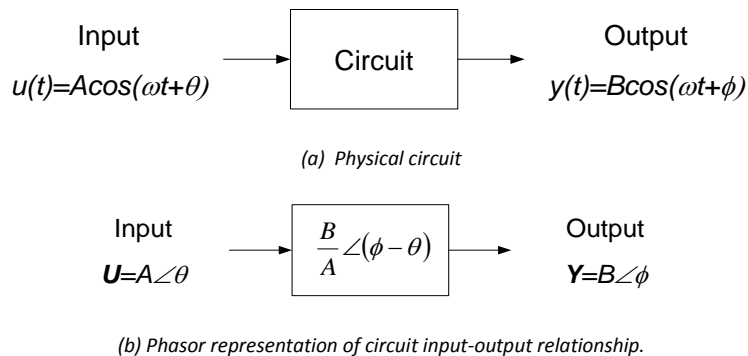 Input
Circuit
Output
u(t)=Acos(ωt+θ)
y(t)=Bcos(ωt+ϕ)
(a) Physical circuit
Input
B/A ∠(ϕ−θ)
Output
U=A∠θ
Y=B∠ϕ
(b) Phasor representation of circuit input-output relationship.